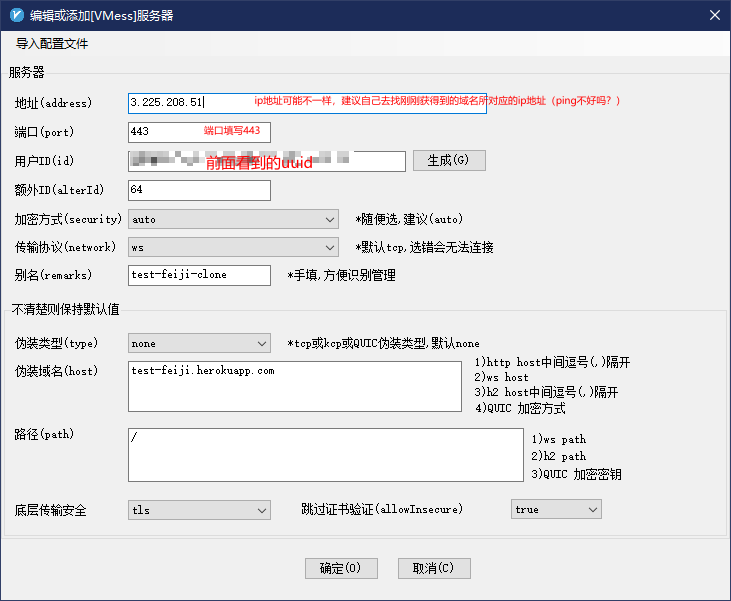 编辑或添加[VMess]服务器
导入配置文件
服务器
地址(address)
3.225.208.51
ip地址可能不一样，建议自己去找刚刚获得到的域名所对应的ip地址（ping不好吗？）
端口(port)
443
端口填写443
用户ID(id)
前面看到的uuid
生成(G)
额外ID(alterId)
64
加密方式(security)
auto
*随便选,建议(auto)
传输协议(network)
ws
*默认tcp,选错会无法连接
别名(remarks)
test-feiji-clone
*手填,方便识别管理
不清楚则保持默认值
伪装类型(type)
none
*tcp或kcp或QUIC伪装类型,默认none
伪装域名(host)
test-feiji.herokuapp.com
1)http host中间逗号(,)隔开
2)ws host
3)h2 host中间逗号(,)隔开
4)QUIC 加密方式
路径(path)
/
1)ws path
2)h2 path
3)QUIC 加密密钥
底层传输安全
tls
跳过证书验证(allowInsecure)
true
确定(O)
取消(C)